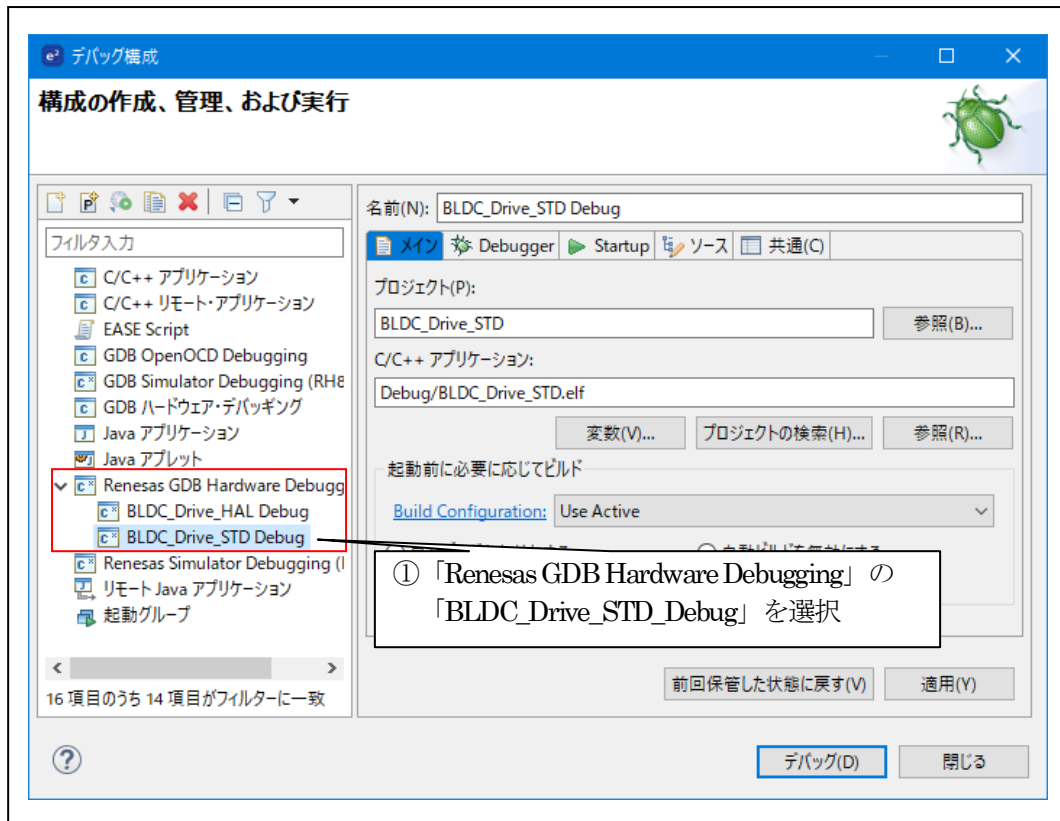 e² デバッグ構成
構成の作成、管理、および実行
フィルタ入力
C/C++ アプリケーション
C/C++ リモート・アプリケーション
EASE Script
GDB OpenOCD Debugging
GDB Simulator Debugging (RH8
GDB ハードウェア・デバッギング
Java アプリケーション
Java アプレット
Renesas GDB Hardware Debugg
BLDC_Drive_HAL Debug
BLDC_Drive_STD Debug
Renesas Simulator Debugging (
リモート Java アプリケーション
起動グループ
16 項目のうち 14 項目がフィルターに一致
名前(N): BLDC_Drive_STD Debug
メイン Debugger Startup ソース 共通(C)
プロジェクト(P):
BLDC_Drive_STD 参照(B)...
C/C++ アプリケーション:
Debug/BLDC_Drive_STD.elf
変数(V)... プロジェクトの検索(H)... 参照(R)...
起動前に必要に応じてビルド
Build Configuration: Use Active
①「Renesas GDB Hardware Debugging」の
「BLDC_Drive_STD_Debug」を選択
前回保管した状態に戻す(V) 適用(Y)
デバッグ(D) 閉じる